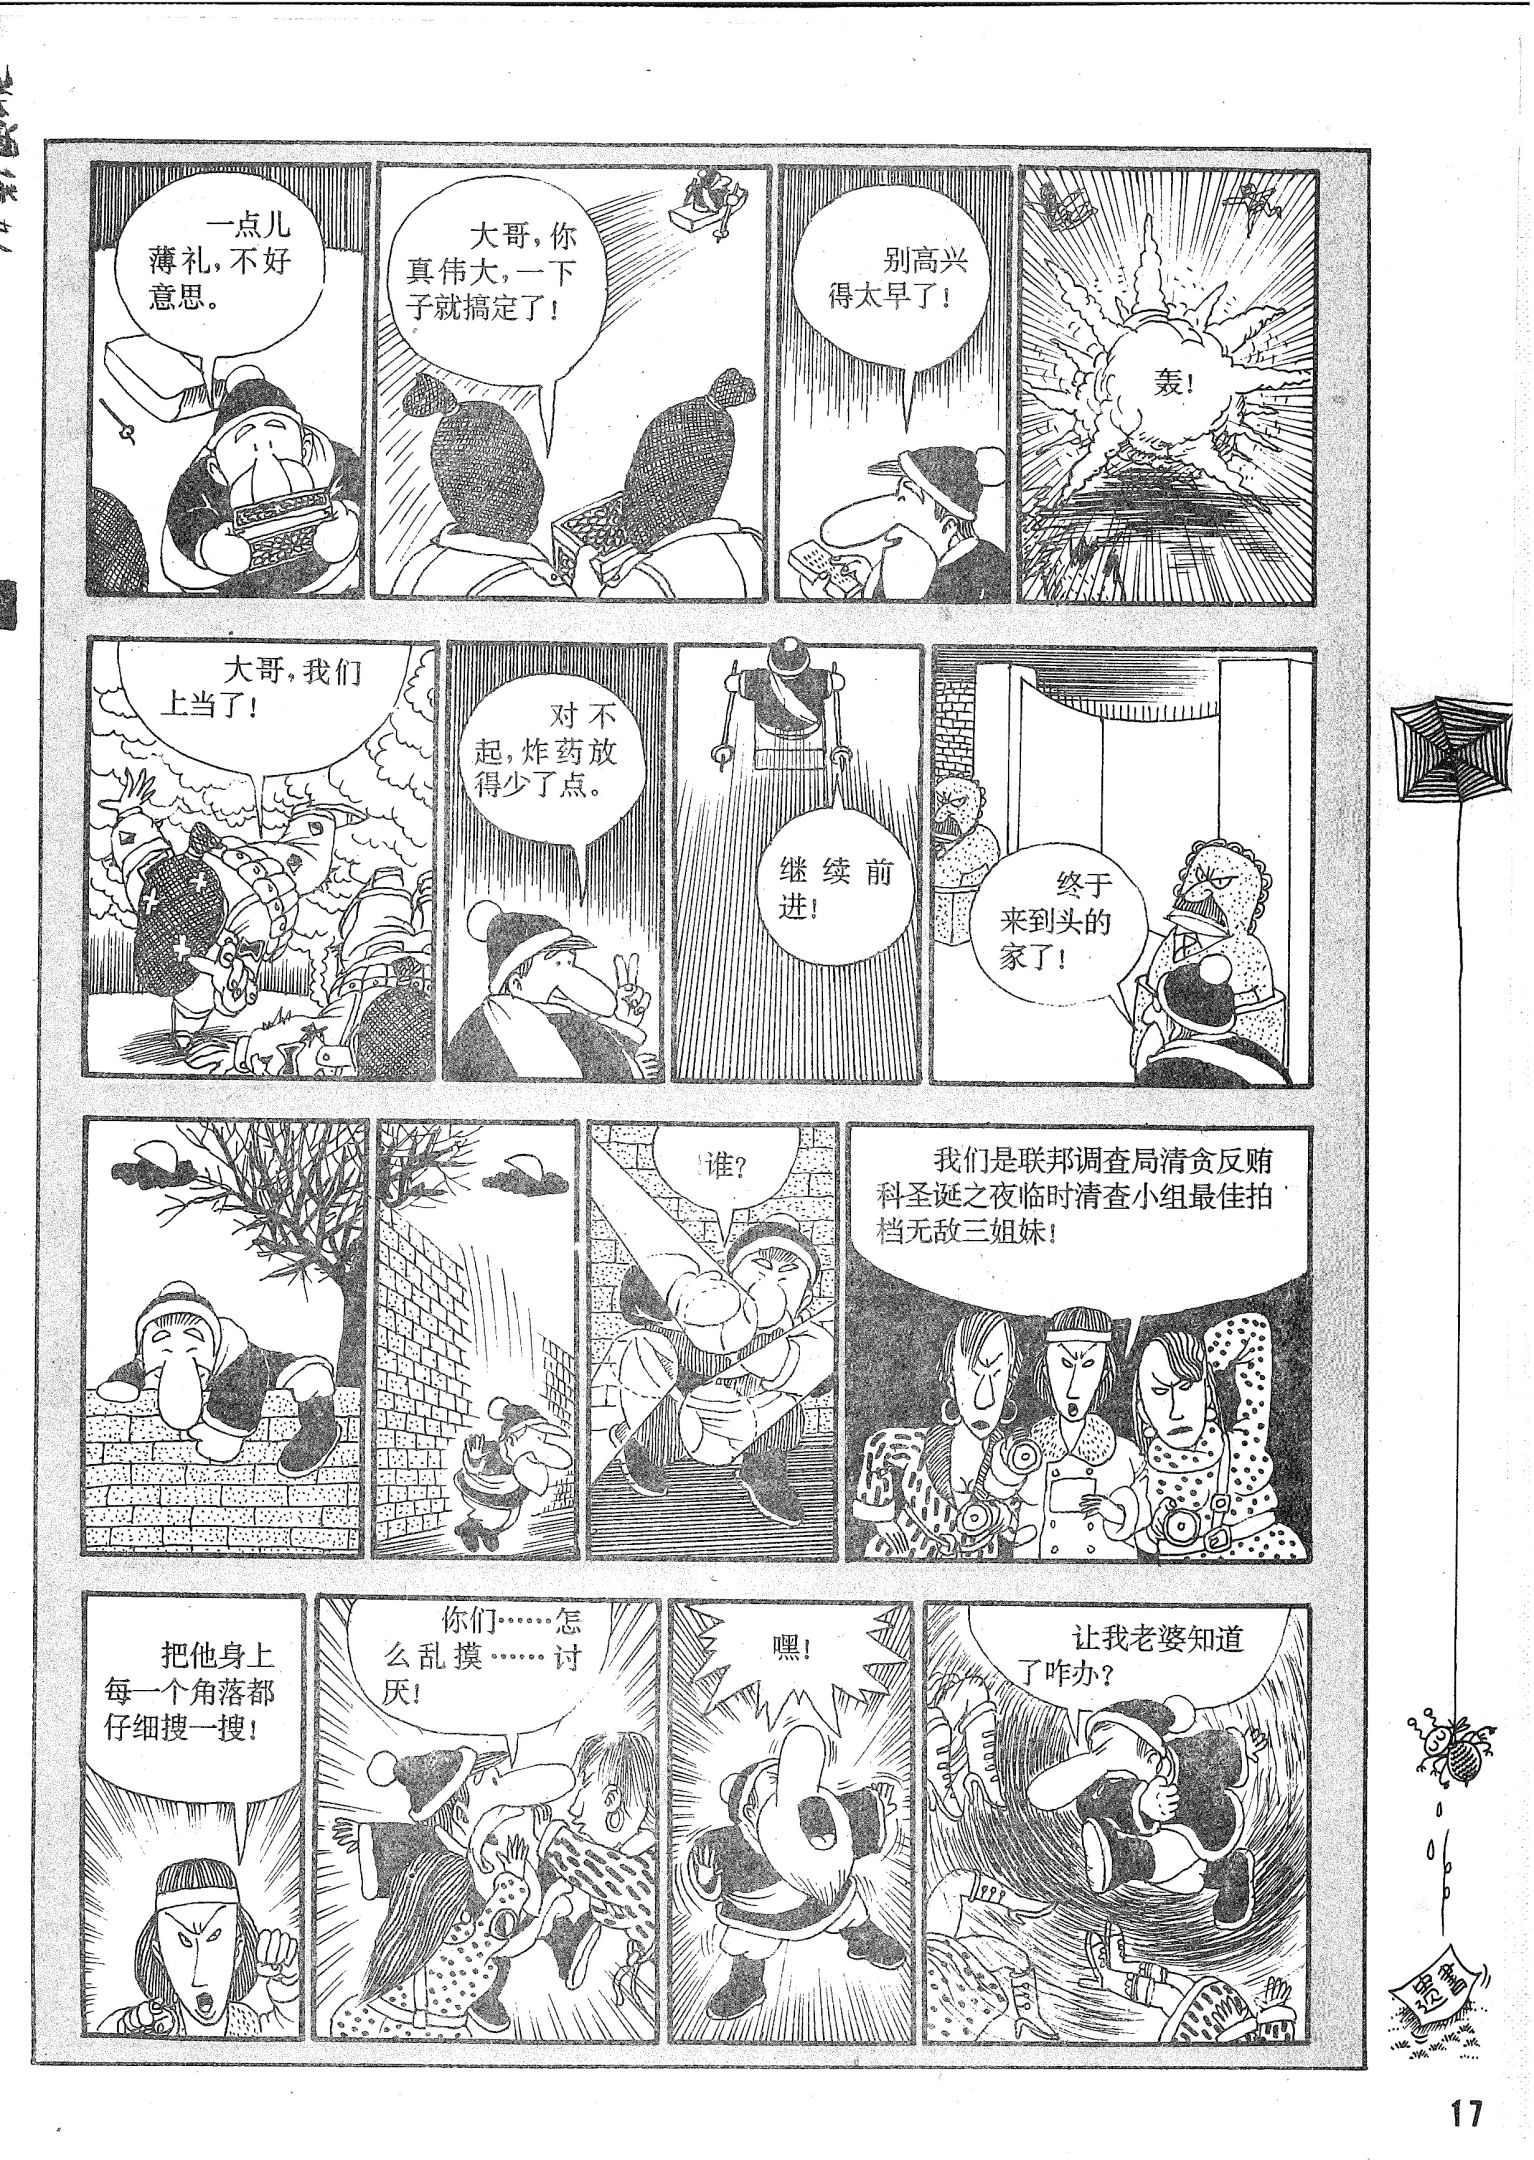 一点儿
薄礼，不好
意思。
大哥，你
真伟大，一下
子就搞定了！
别高兴
得太早了！
轰！
大哥，我们
上当了！
对不
起，炸药放
得少了点。
继续前
进！
终于
来到头的
家了！
谁？
我们是联邦调查局清贪反贿
科圣诞之夜临时清查小组最佳拍
档无敌三姐妹！
把他身上
每一个角落都
仔细搜一搜！
你们……怎
么乱摸……讨
厌！
嘿！
让我老婆知道
了咋办？
遗書
17